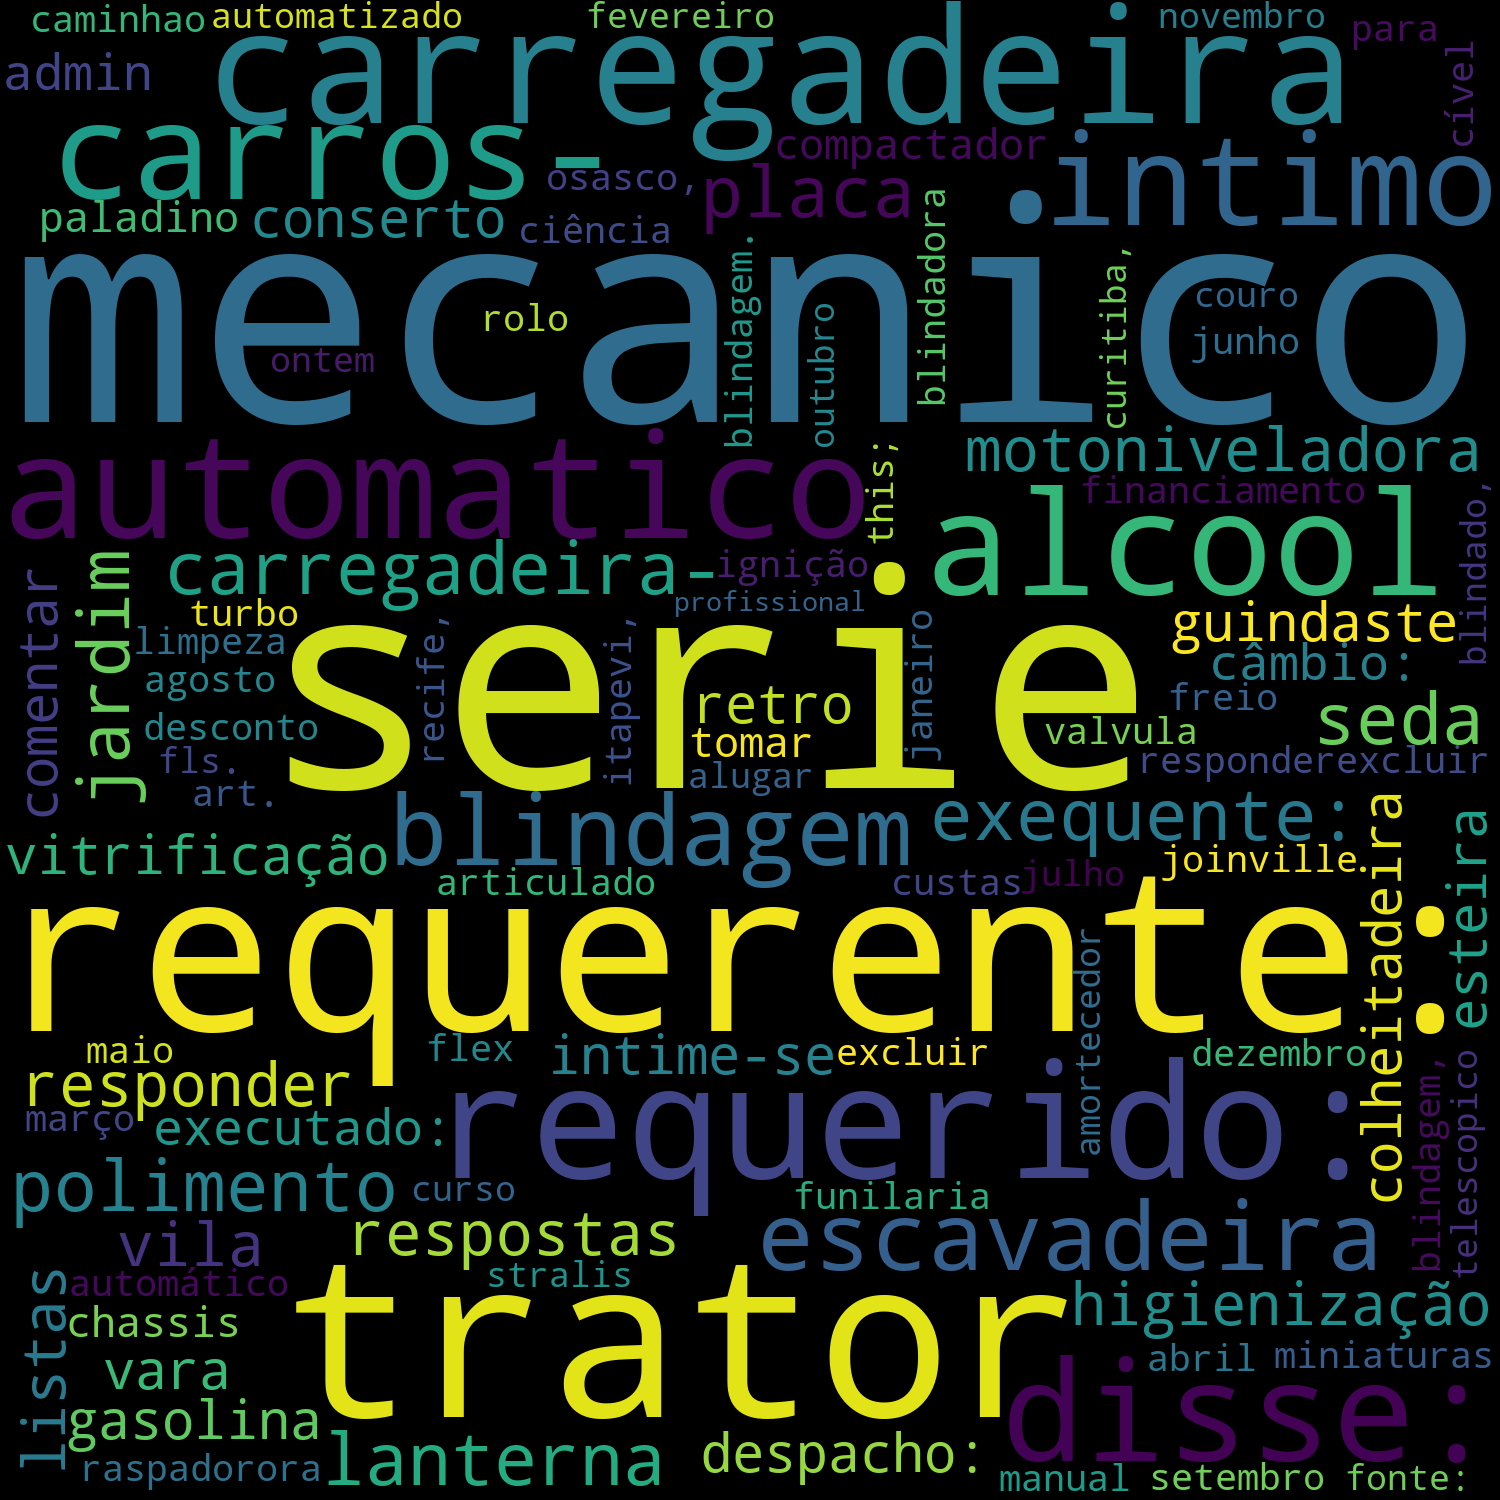 caminhao automatizado fevereiro novembro para
admin carregadeira cível
carros- compactador . intimo
osasco, placa
paladino conserto ciência blindadora
mecanico
rolo blindagem. outubro curitiba, couro
ontem junho
automatico this; motoniveladora
financiamento blindado,
. alcool
carregadeira- ignição
comentar jardim turbo profissional guindaste
limpeza recife, serie itapevi, janeiro câmbio:
agosto retro freio seda
desconto tomar valvula
fls. alugar responderexcluir
art.
blindagem exequente: colheitadeira esteira
vitrificação joinville.
articulado custas julho
requerente:
maio flex intime-se excluir amortecedor dezembro
responder requerido: blindagem, telescopico
março executado:
polimento curso funilaria
vila respostas escavadeira
listas automático stralis
chassis trator higienização
vara abril miniaturas
gasolina disse:
raspadorora lanterna despacho:
manual setembro fonte: